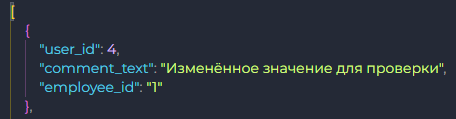 [
{
"user_id": 4,
"comment_text": "Изменённое значение для проверки",
"employee_id": "1"
},